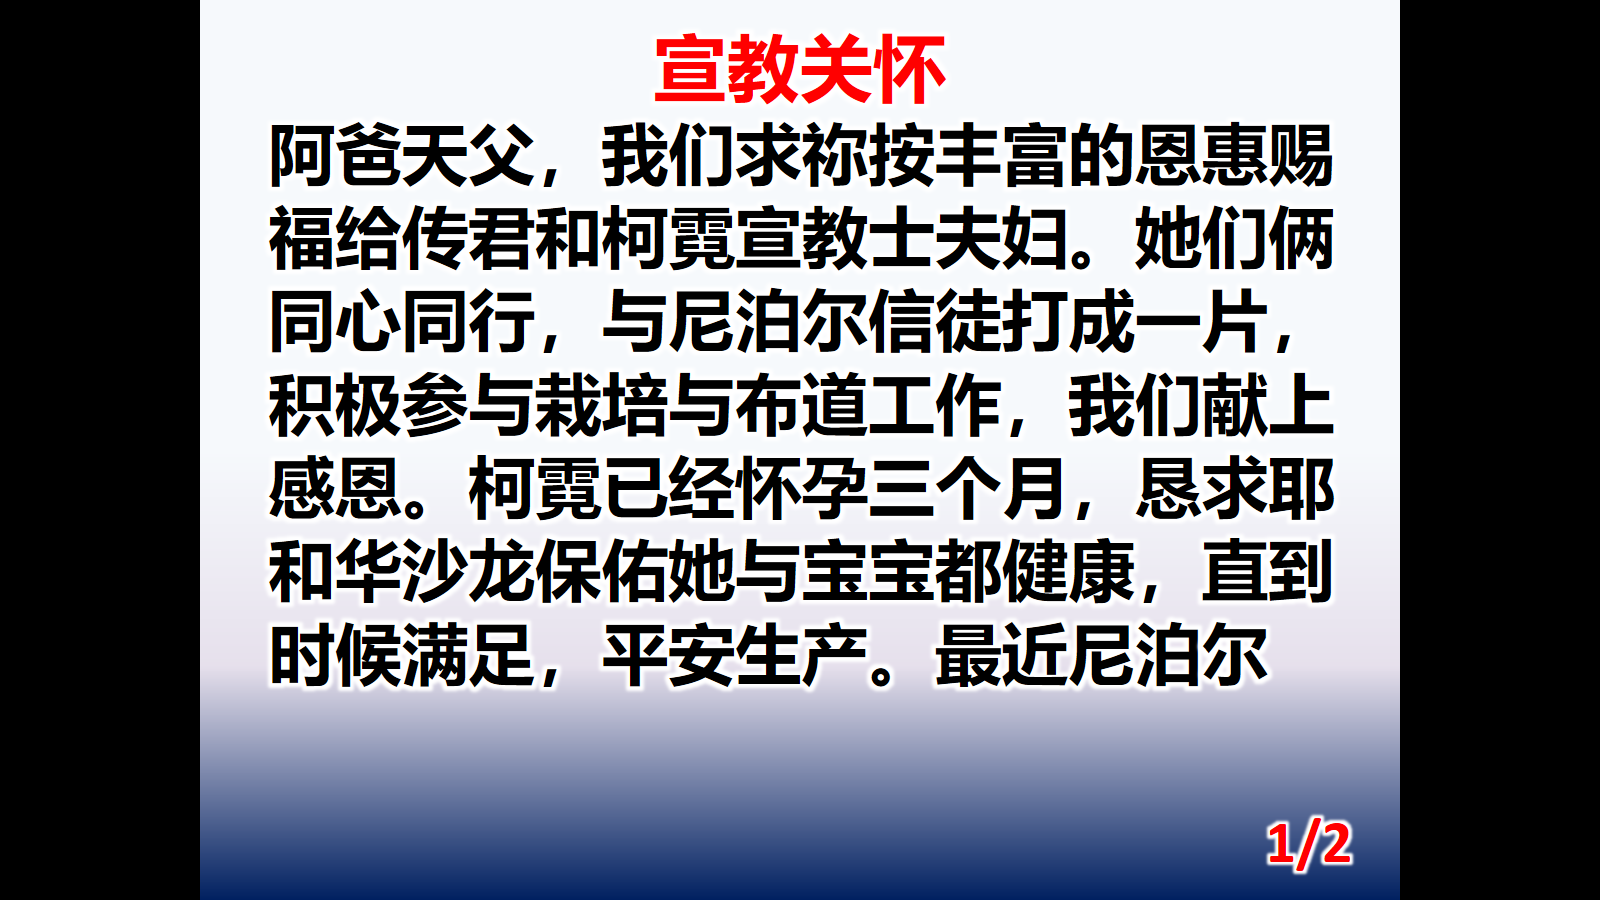 宣教关怀
阿爸天父，我们求祢按丰富的恩惠赐
福给传君和柯霓宣教士夫妇。她们俩
同心同行，与尼泊尔信徒打成一片，
积极参与栽培与布道工作，我们献上
感恩。柯霓已经怀孕三个月，恳求耶
和华沙龙保佑她与宝宝都健康，直到
时候满足，平安生产。最近尼泊尔
1/2